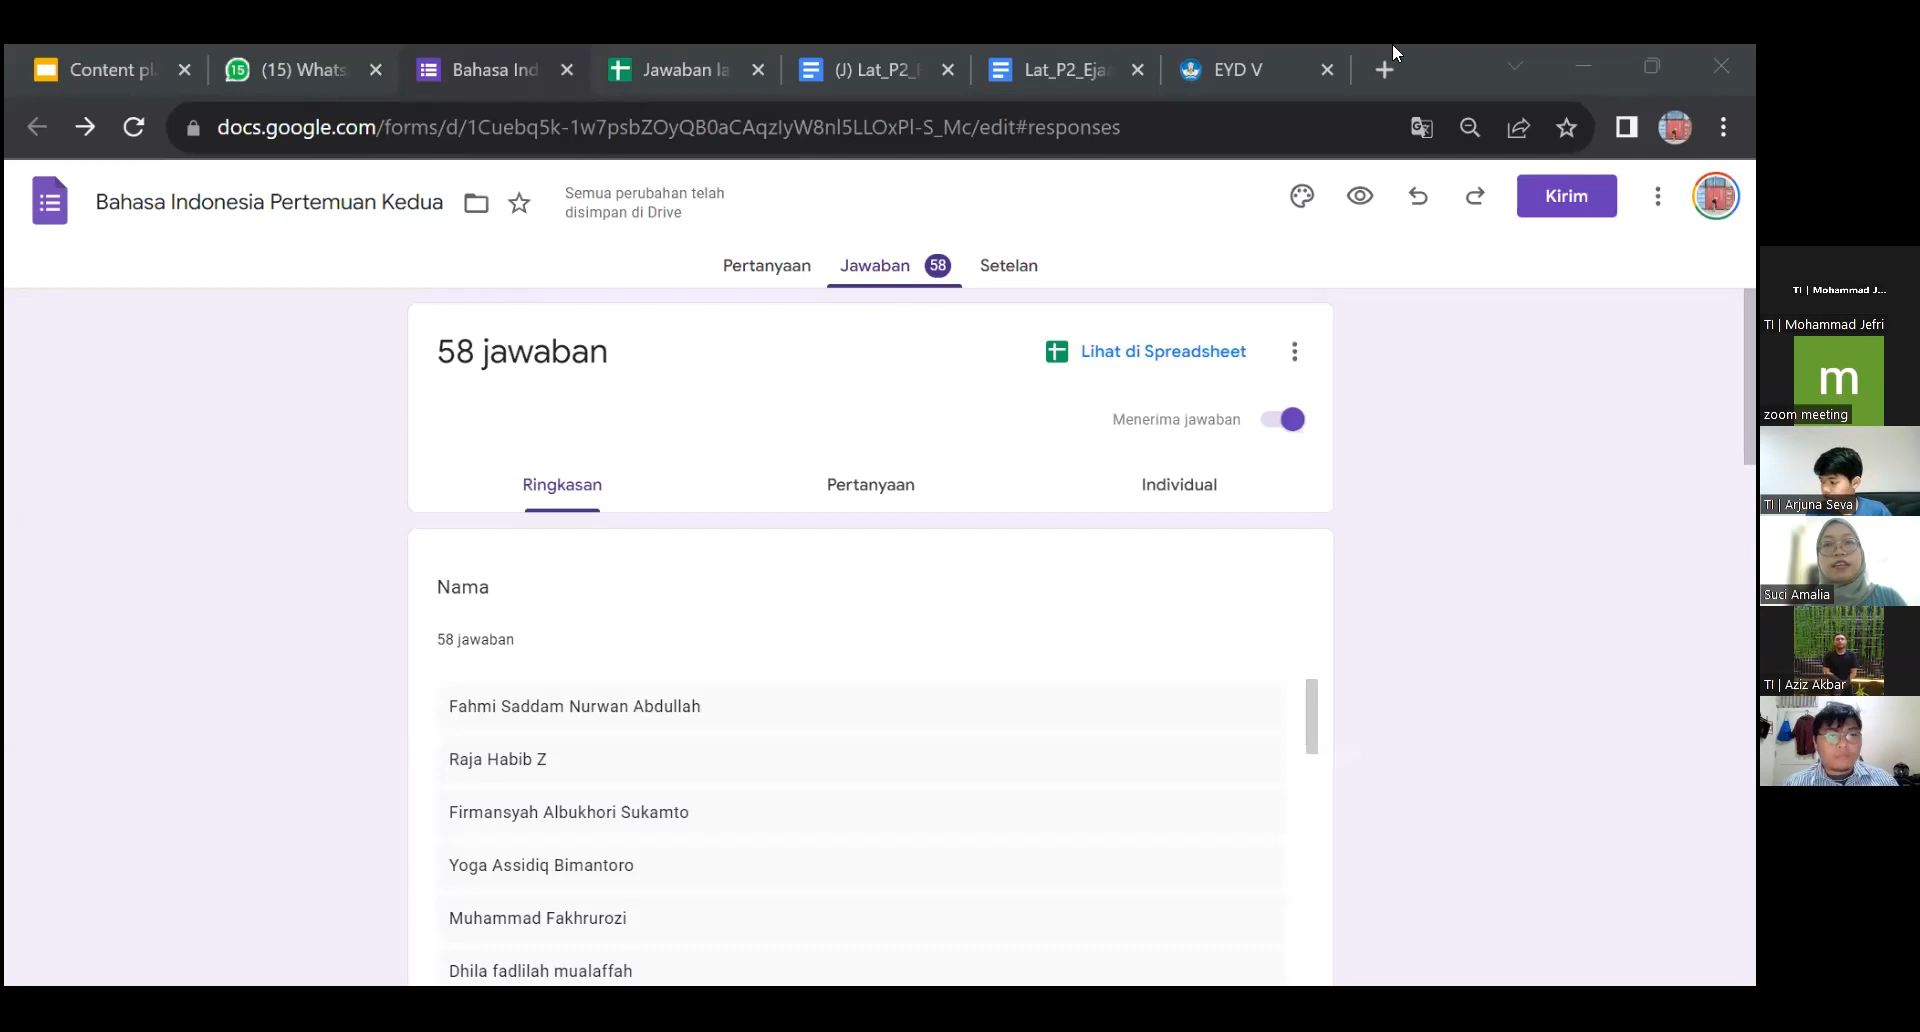 Content pl
15
(15) Whats
Bahasa Ind
Jawaban la
(J) Lat_P2_
Lat_P2_Eja
EYD V
docs.google.com/forms/d/1Cuebq5k-1w7psbZOyQB0aCAqzIyW8nl5LLOxPl-S_Mc/edit#responses
Bahasa Indonesia Pertemuan Kedua
Semua perubahan telah
disimpan di Drive
Kirim
Pertanyaan
Jawaban 58
Setelan
58 jawaban
Lihat di Spreadsheet
Menerima jawaban
Ringkasan
Pertanyaan
Individual
Nama
58 jawaban
Fahmi Saddam Nurwan Abdullah
Raja Habib Z
Firmansyah Albukhori Sukamto
Yoga Assidiq Bimantoro
Muhammad Fakhrurozi
Dhila fadlilah mualaffah
TI | Mohammad J...
TI | Mohammad Jefri
m
zoom meeting
TI | Arjuna Seva
Suci Amalia
TI | Aziz Akbar